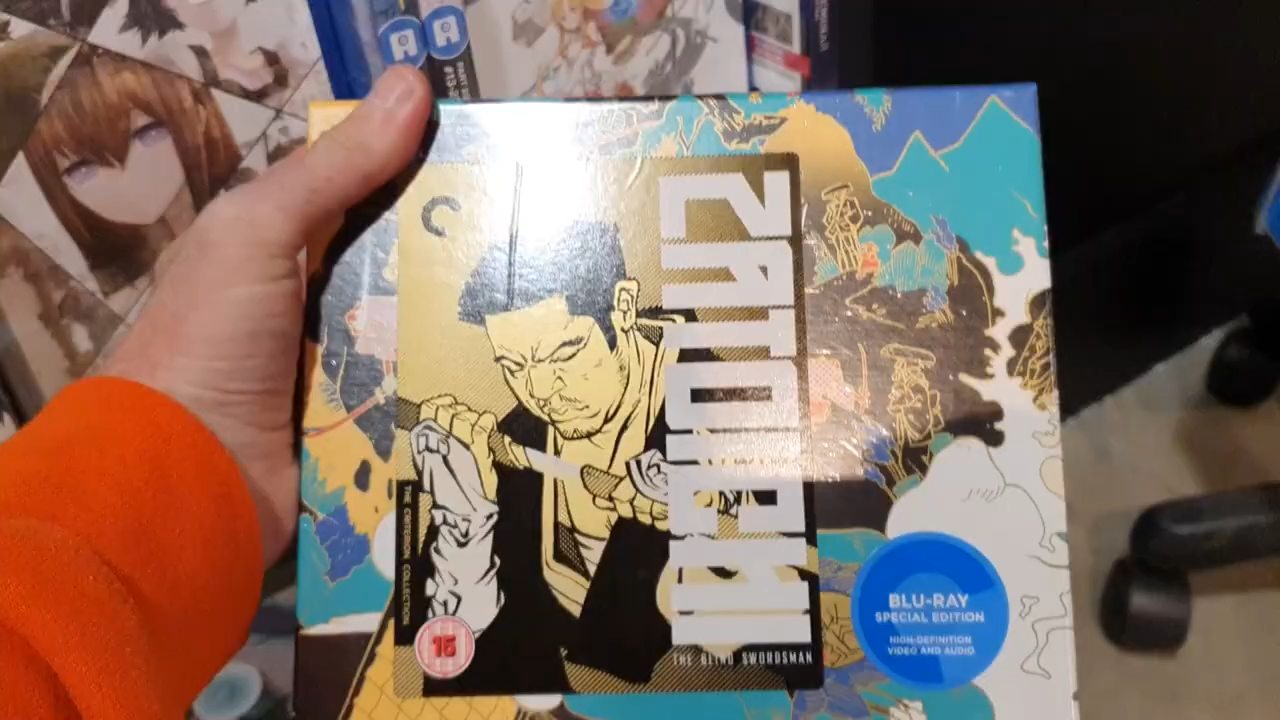 ZATOICHI
THE BLIND SWORDSMAN
THE CRITERION COLLECTION
15
BLU-RAY
SPECIAL EDITION
HIGH-DEFINITION
VIDEO AND AUDIO